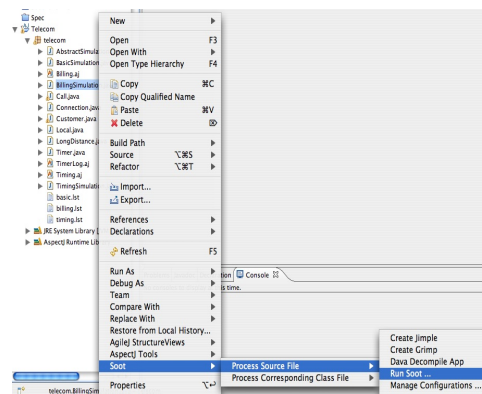 Spec
Telecom
telecom
AbstractSimula
BasicSimulation
Billing.aj
BillingSimulatio
Call.java
Connection.jav
Customer.java
Local.java
LongDistance.j
Timer.java
TimerLog.aj
Timing.aj
TimingSimulati
basic.lst
billing.lst
timing.lst
JRE System Library [
AspectJ Runtime Lib
New
Open F3
Open With
Open Type Hierarchy F4
Copy ⌘C
Copy Qualified Name
Paste ⌘V
Delete ⌦
Build Path
Source ⌥⌘S
Refactor ⌥⌘T
Import...
Export...
References
Declarations
Refresh F5
Run As
Debug As
Team
Compare With
Replace With
Restore from Local History...
AgileJ StructureViews
AspectJ Tools
Soot
Properties ⌥↩
tion
Console
is time.
Process Source File
Process Corresponding Class File
Create Jimple
Create Grimp
Dava Decompile App
Run Soot ...
Manage Configurations ...
telecom.BillingSim